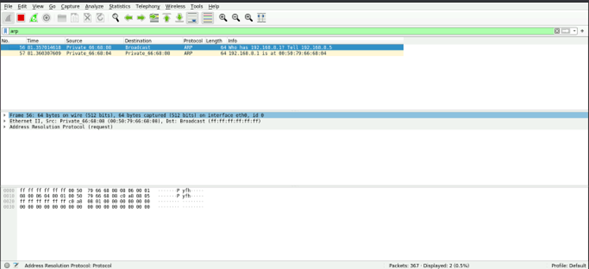 File Edit View Go Capture Analyze Statistics Telephony Wireless Tools Help
arp
No. Time Source Destination Protocol Length Info
56 81.357014618 Private_66:68:08 Broadcast ARP 64 Who has 192.168.8.1? Tell 192.168.8.5
57 81.360307609 Private_66:68:04 Private_66:68:08 ARP 64 192.168.8.1 is at 00:50:79:66:68:04
Frame 56: 64 bytes on wire (512 bits), 64 bytes captured (512 bits) on interface eth0, id 0
Ethernet II, Src: Private_66:68:08 (00:50:79:66:68:08), Dst: Broadcast (ff:ff:ff:ff:ff:ff)
Address Resolution Protocol (request)
0000 ff ff ff ff ff ff 00 50 79 66 68 08 08 06 00 01
0010 08 00 06 04 00 01 00 50 79 66 68 08 c0 a8 08 05
0020 ff ff ff ff ff ff c0 a8 08 01 00 00 00 00 00 00
0030 00 00 00 00 00 00 00 00 00 00 00 00 00 00 00 00
Address Resolution Protocol: Protocol Packets: 367 · Displayed: 2 (0.5%) Profile: Default